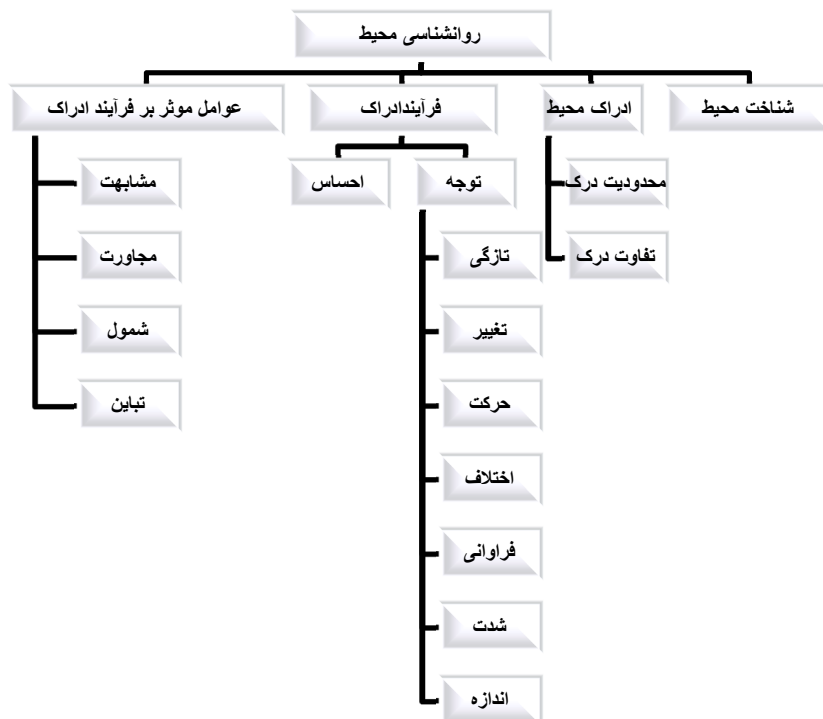 روانشناسی محیط
شناخت محیط
ادراک محیط
فرآیندادراک
عوامل موثر بر فرآیند ادراک
محدودیت درک
تفاوت درک
توجه
احساس
تازگی
تغییر
حرکت
اختلاف
فراوانی
شدت
اندازه
مشابهت
مجاورت
شمول
تباین